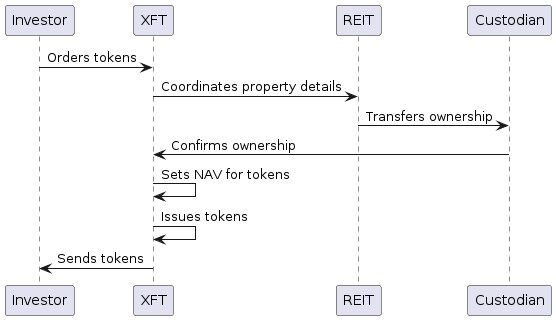 Investor XFT REIT Custodian
Orders tokens
Coordinates property details
Transfers ownership
Confirms ownership
Sets NAV for tokens
Issues tokens
Sends tokens
Investor XFT REIT Custodian